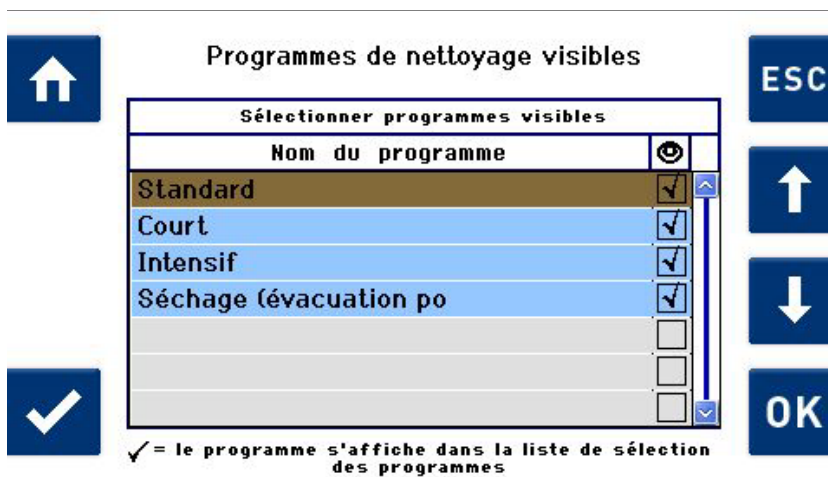 Programmes de nettoyage visibles
ESC
Sélectionner programmes visibles
Nom du programme
Standard
Court
Intensif
Séchage (évacuation po
OK
✓= le programme s'affiche dans la liste de sélection
des programmes